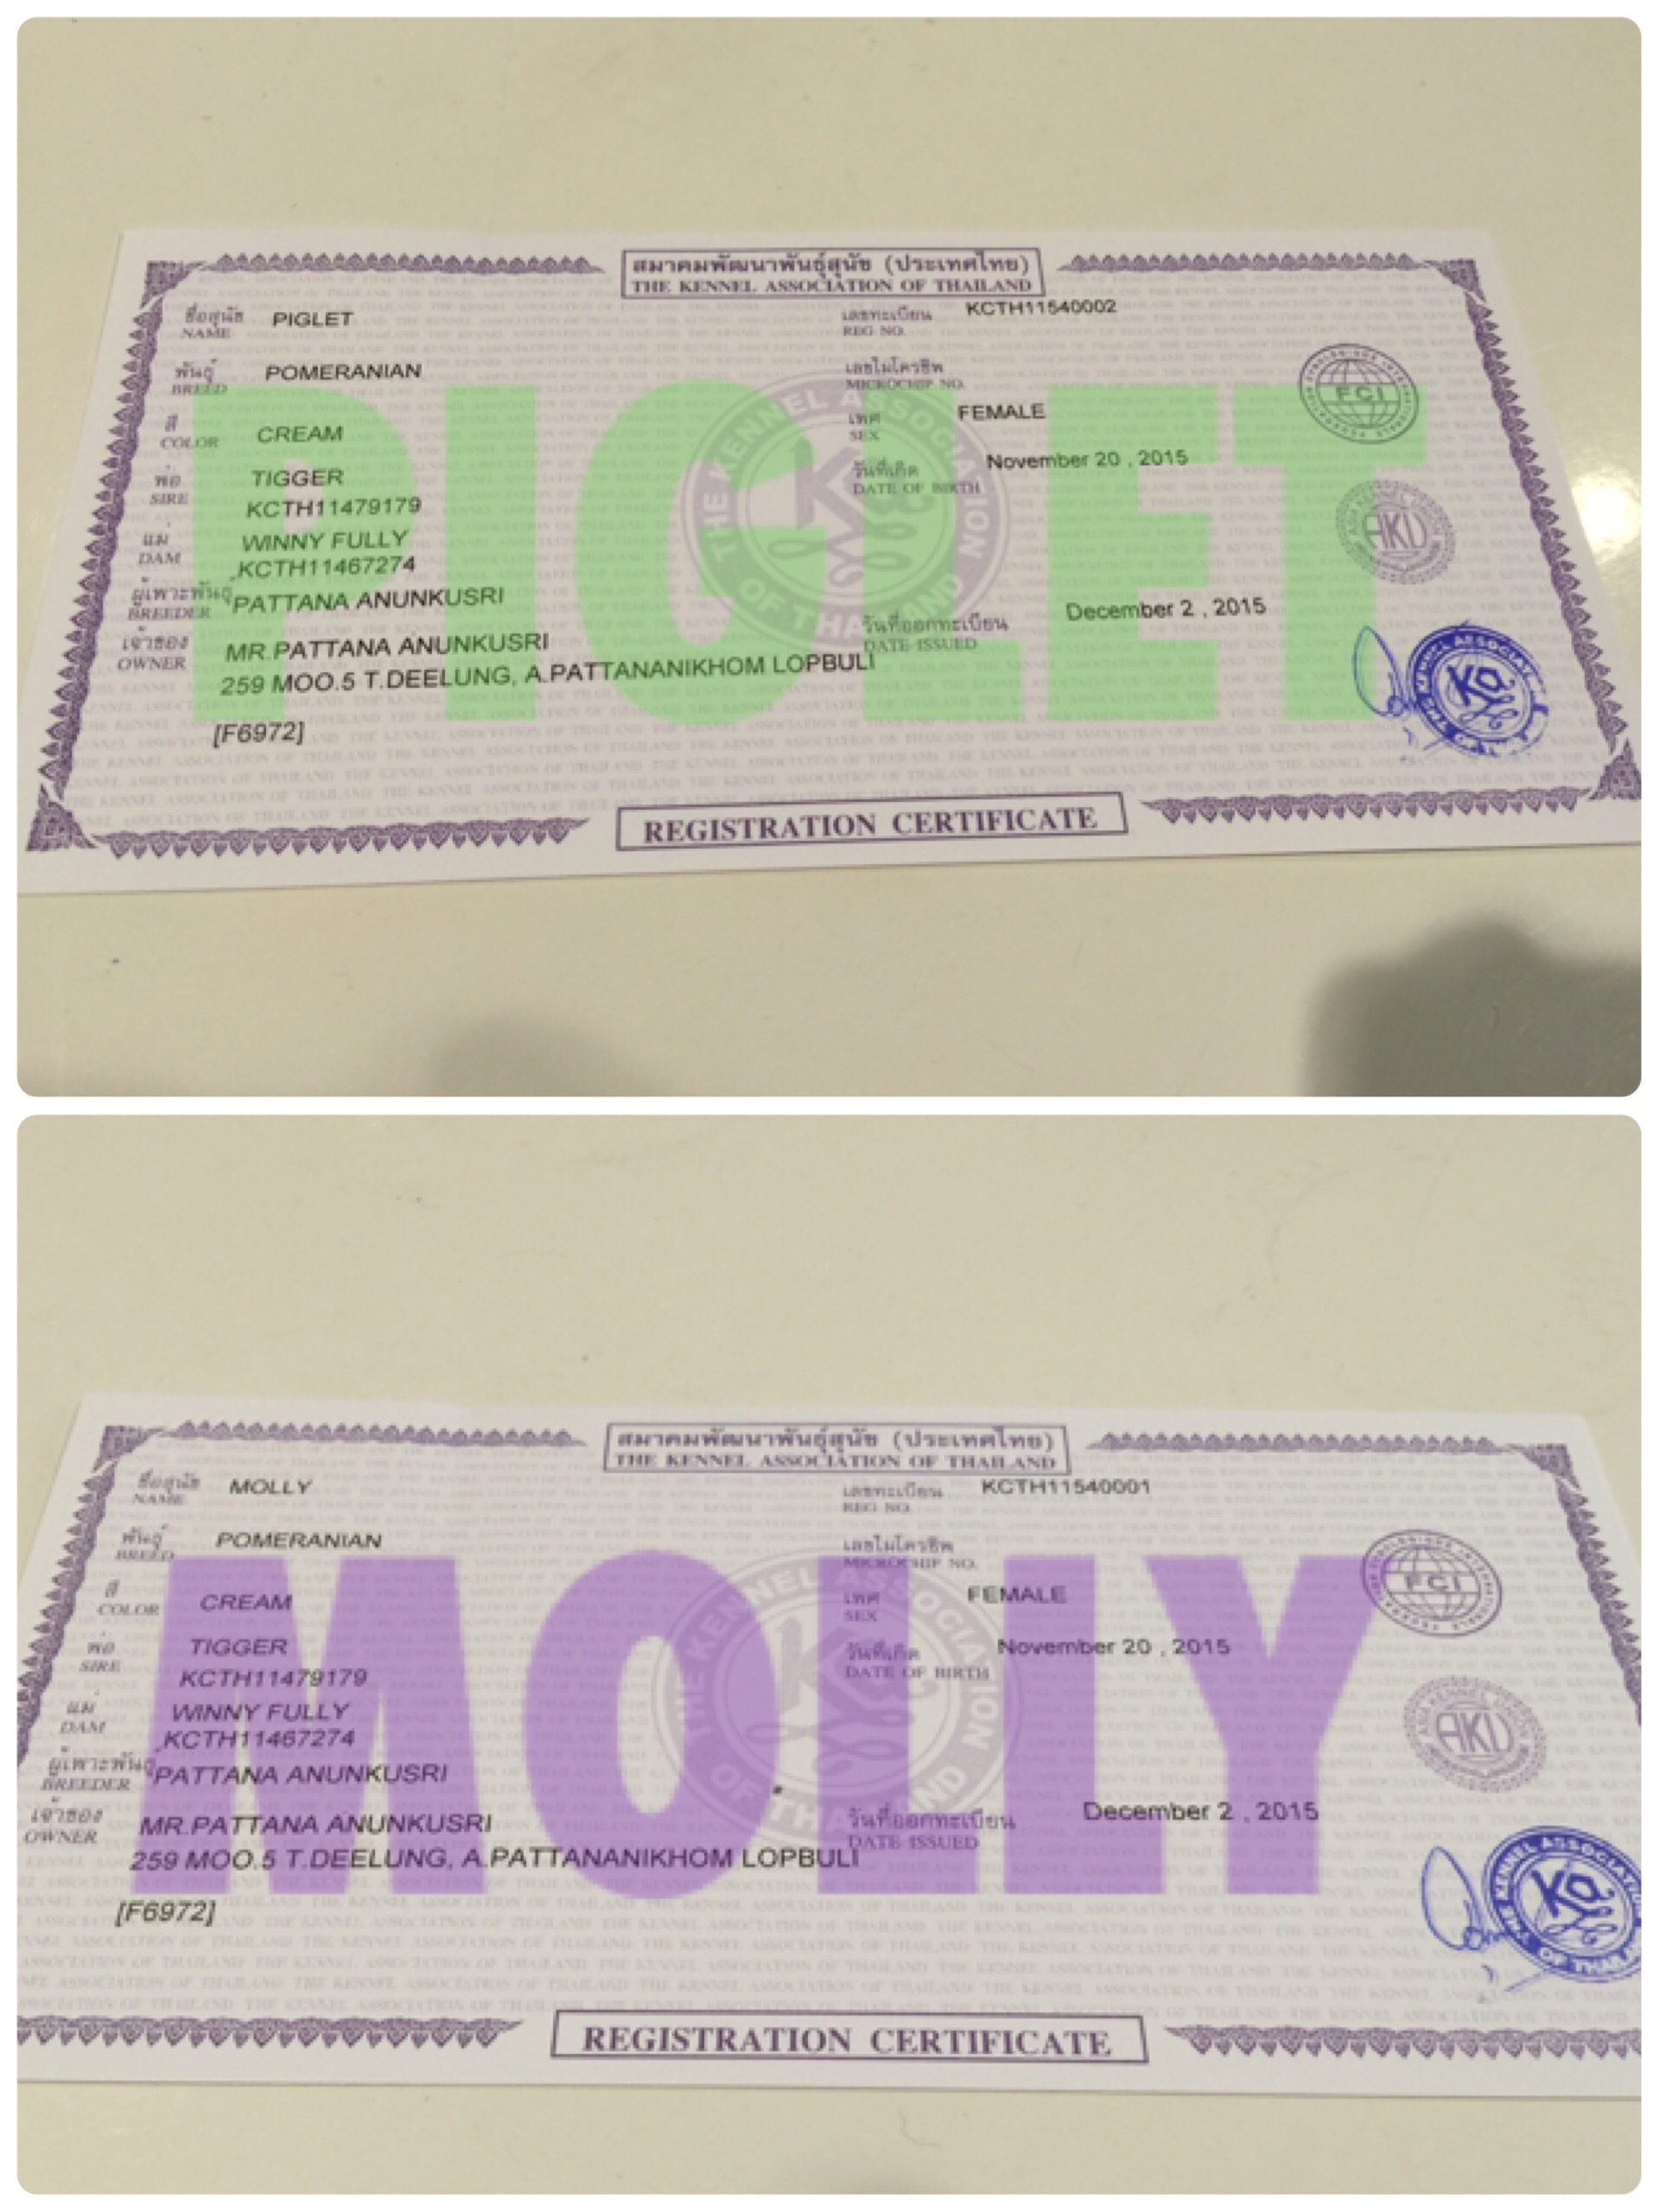 สมาคมพัฒนาพันธุ์สุนัข (ประเทศไทย)
THE KENNEL ASSOCIATION OF THAILAND
ชื่อสุนัข PIGLET เลขทะเบียน KCTH11540002
NAME REG NO.
พันธุ์ POMERANIAN เลขไมโครชิพ
BREED MICROCHIP NO.
สี CREAM เพศ FEMALE
COLOR SEX
พ่อ TIGGER วันที่เกิด November 20 , 2015
SIRE KCTH11479179 DATE OF BIRTH
แม่ WINNY FULLY
DAM KCTH11467274
ผู้เพาะพันธุ์ PATTANA ANUNKUSRI วันที่ออกทะเบียน December 2 , 2015
BREEDER DATE ISSUED
เจ้าของ MR.PATTANA ANUNKUSRI
OWNER 259 MOO.5 T.DEELUNG, A.PATTANANIKHOM LOPBULI
[F6972]
PIGLET
THE KENNEL ASSOCIATION OF THAILAND
FCI
AKU
REGISTRATION CERTIFICATE
สมาคมพัฒนาพันธุ์สุนัข (ประเทศไทย)
THE KENNEL ASSOCIATION OF THAILAND
ชื่อสุนัข MOLLY เลขทะเบียน KCTH11540001
NAME REG NO.
พันธุ์ POMERANIAN เลขไมโครชิพ
BREED MICROCHIP NO.
สี CREAM เพศ FEMALE
COLOR SEX
พ่อ TIGGER วันที่เกิด November 20 , 2015
SIRE KCTH11479179 DATE OF BIRTH
แม่ WINNY FULLY
DAM KCTH11467274
ผู้เพาะพันธุ์ PATTANA ANUNKUSRI
BREEDER
เจ้าของ MR.PATTANA ANUNKUSRI วันที่ออกทะเบียน December 2 , 2015
OWNER DATE ISSUED
259 MOO.5 T.DEELUNG, A.PATTANANIKHOM LOPBULI
[F6972]
MOLLY
THE KENNEL ASSOCIATION OF THAILAND
FCI
AKU
REGISTRATION CERTIFICATE